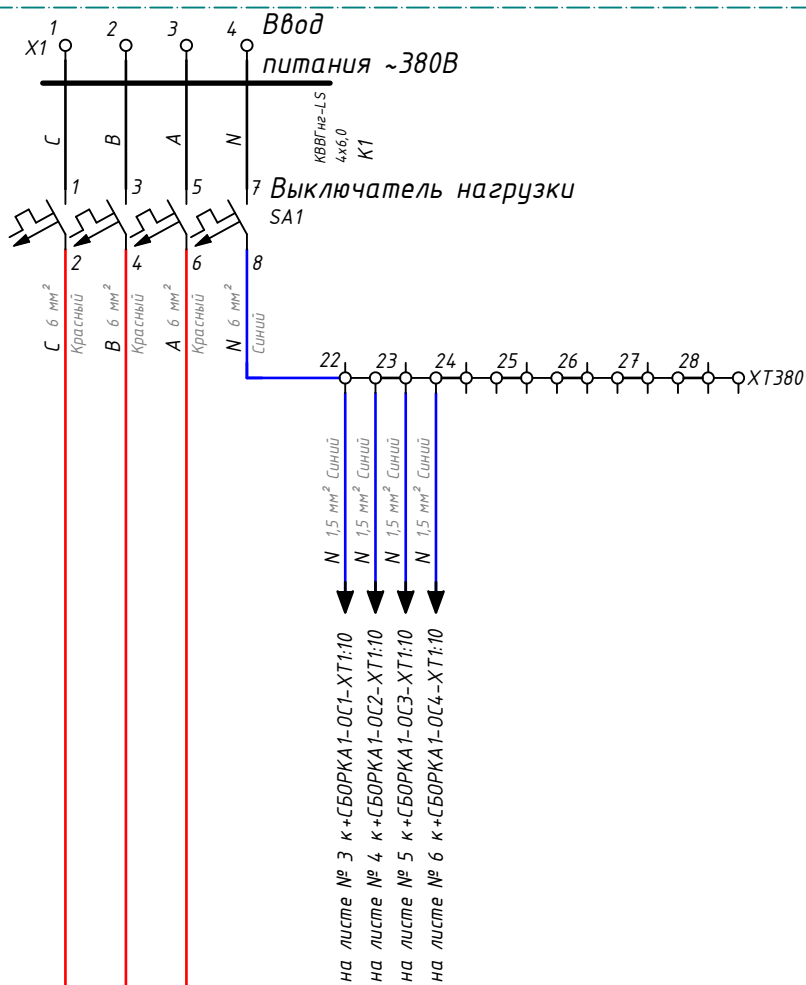 1 2 3 4 Ввод
X1
питания ~380В
C B A N
КВВГнг-LS
4х6,0
K1
1 3 5 7 Выключатель нагрузки
SA1
2 4 6 8
C 6 мм² Красный
B 6 мм² Красный
A 6 мм² Красный
N 6 мм² Синий
22 23 24 25 26 27 28 XT380
N 1,5 мм² Синий
N 1,5 мм² Синий
N 1,5 мм² Синий
N 1,5 мм² Синий
на листе № 3 к +СБОРКА1-ОС1-XT1:10
на листе № 4 к +СБОРКА1-ОС2-XT1:10
на листе № 5 к +СБОРКА1-ОС3-XT1:10
на листе № 6 к +СБОРКА1-ОС4-XT1:10